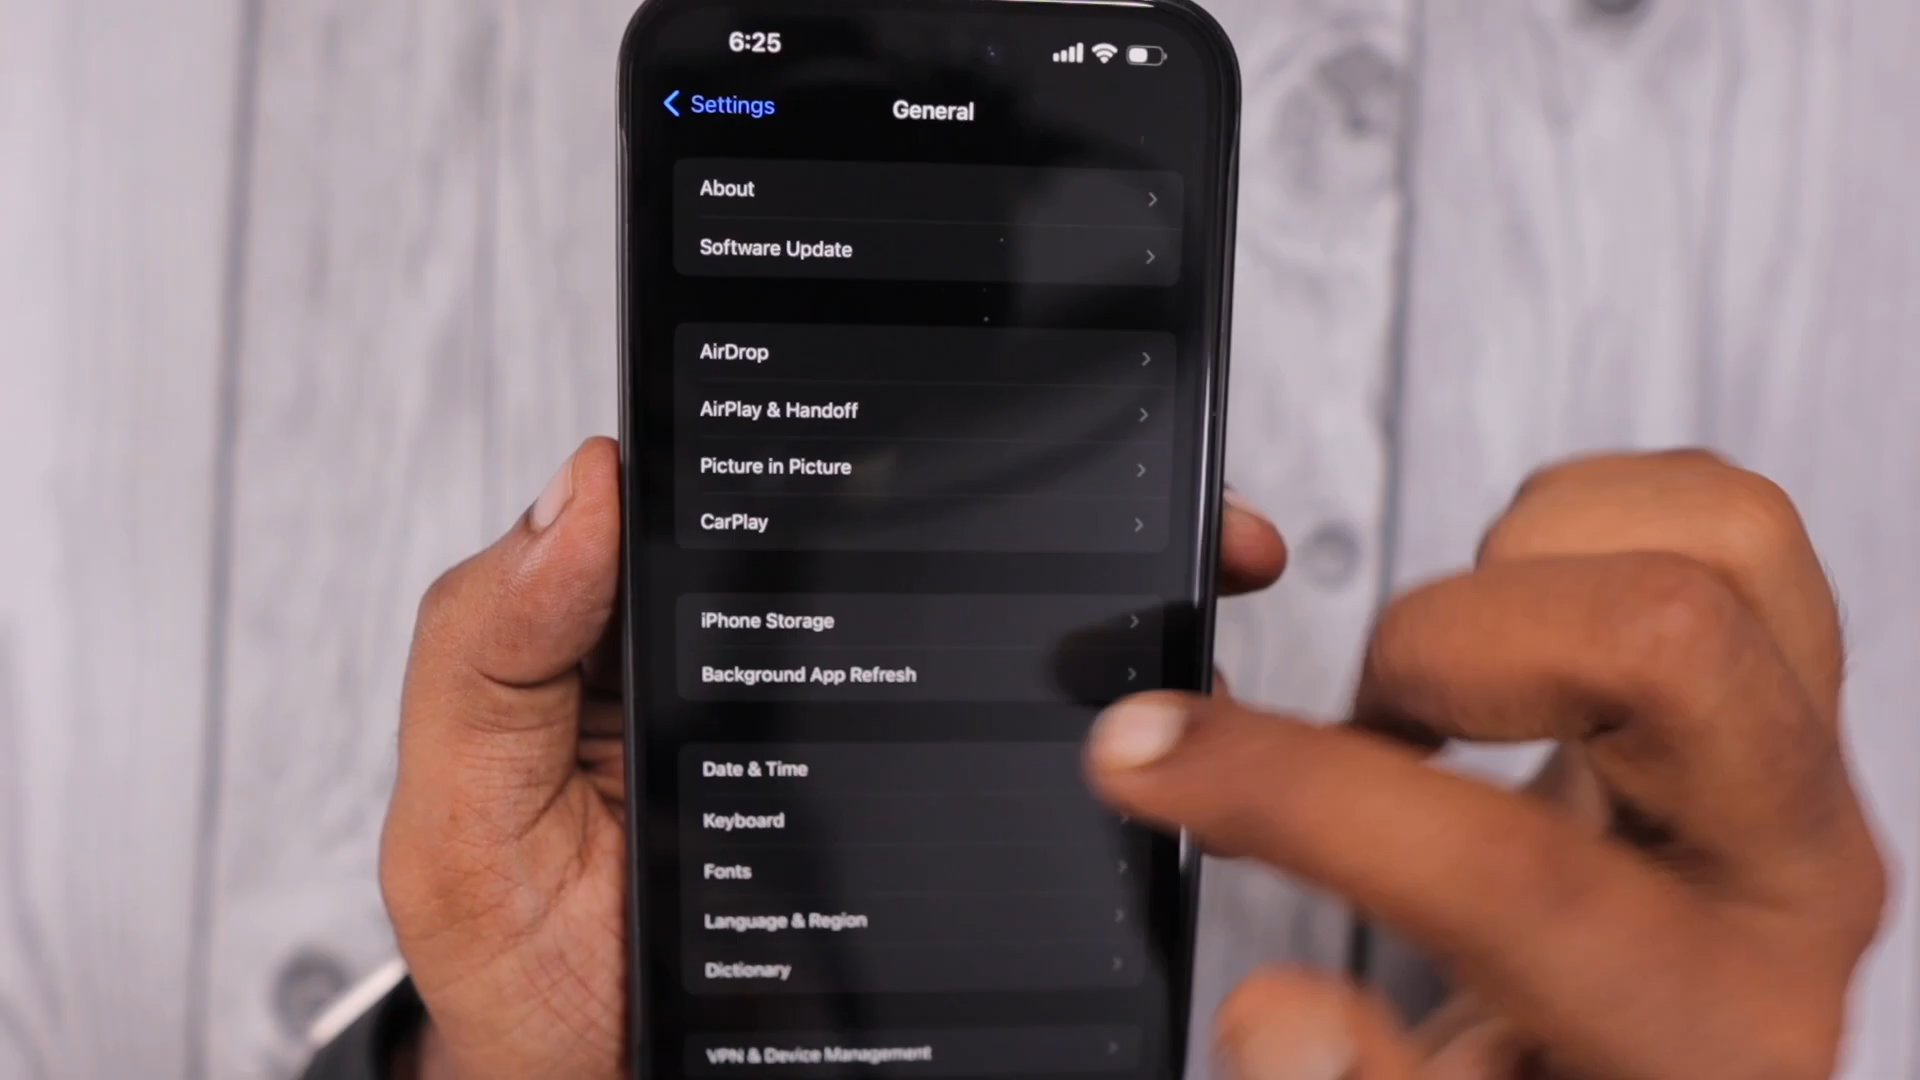 6:25
Settings
General
About
Software Update
AirDrop
AirPlay & Handoff
Picture in Picture
CarPlay
iPhone Storage
Background App Refresh
Date & Time
Keyboard
Fonts
Language & Region
Dictionary
VPN & Device Management